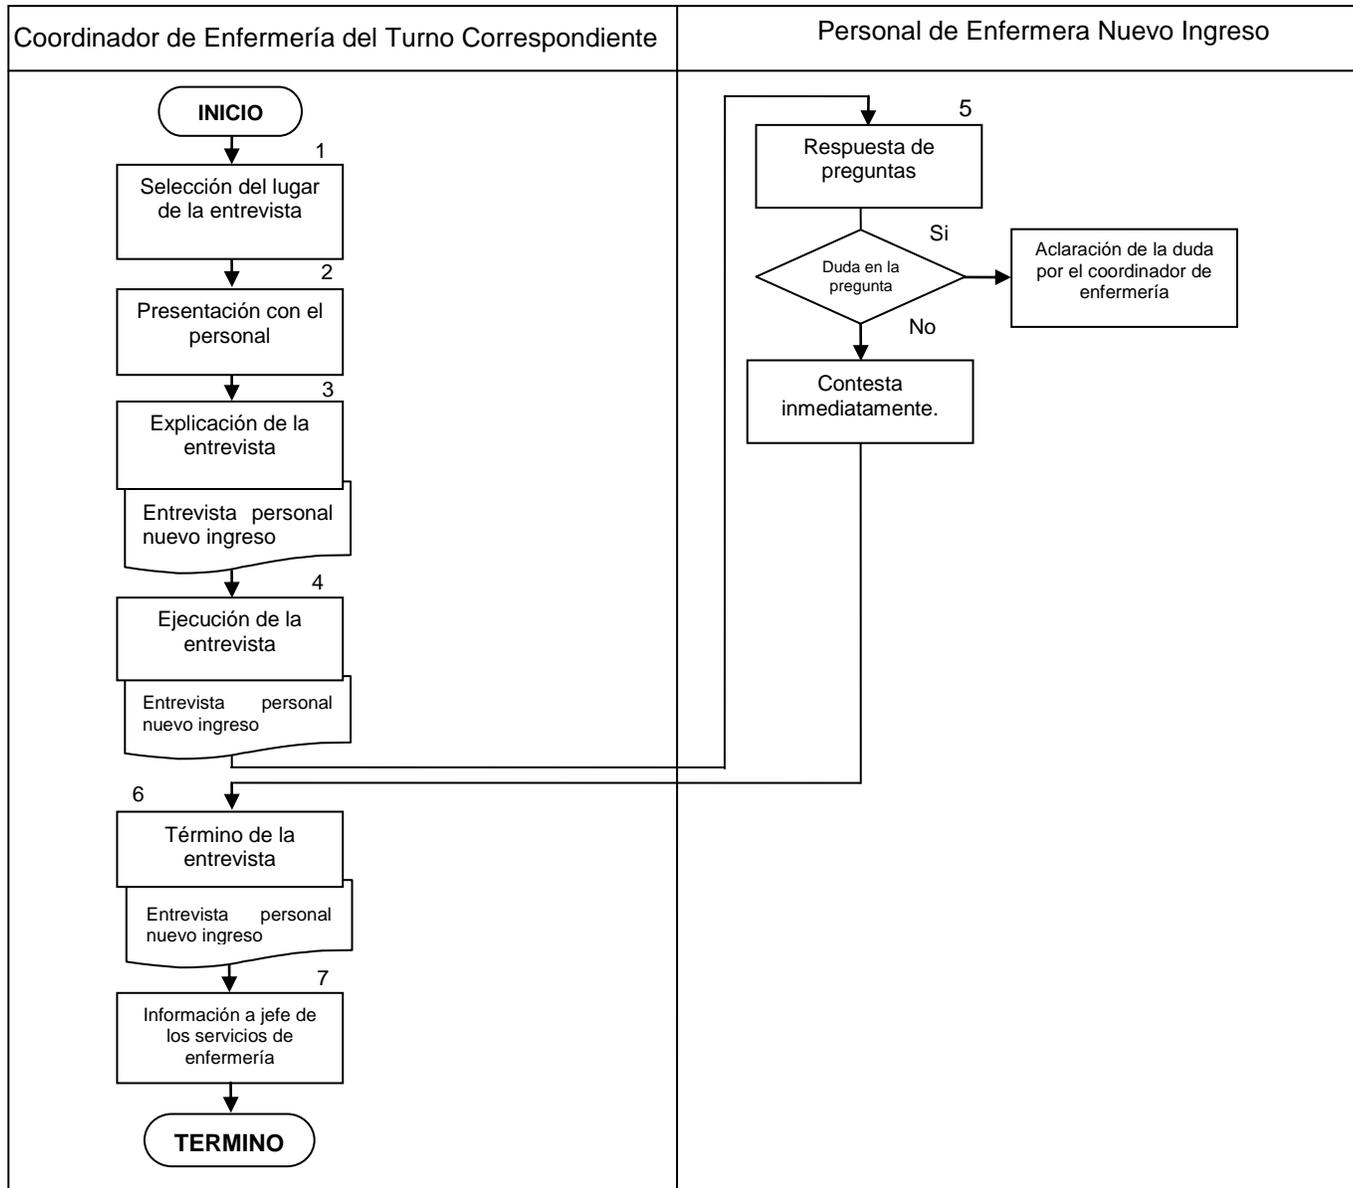 Coordinador de Enfermería del Turno Correspondiente
Personal de Enfermera Nuevo Ingreso
INICIO
1
Selección del lugar
de la entrevista
2
Presentación con el
personal
3
Explicación de la
entrevista
Entrevista personal
nuevo ingreso
4
Ejecución de la
entrevista
Entrevista personal
nuevo ingreso
5
Respuesta de
preguntas
Duda en la
pregunta
Si
Aclaración de la duda
por el coordinador de
enfermería
No
Contesta
inmediatamente.
6
Término de la
entrevista
Entrevista personal
nuevo ingreso
7
Información a jefe de
los servicios de
enfermería
TERMINO